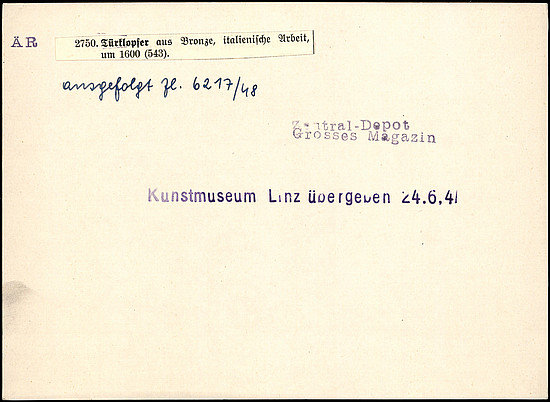 ÄR
2750. Türklopfer aus Bronze, italienische Arbeit,
um 1600 (543).
ausgefolgt Zl. 6217/48
Zentral-Depot
Grosses Magazin
Kunstmuseum Linz übergeben 24.6.41